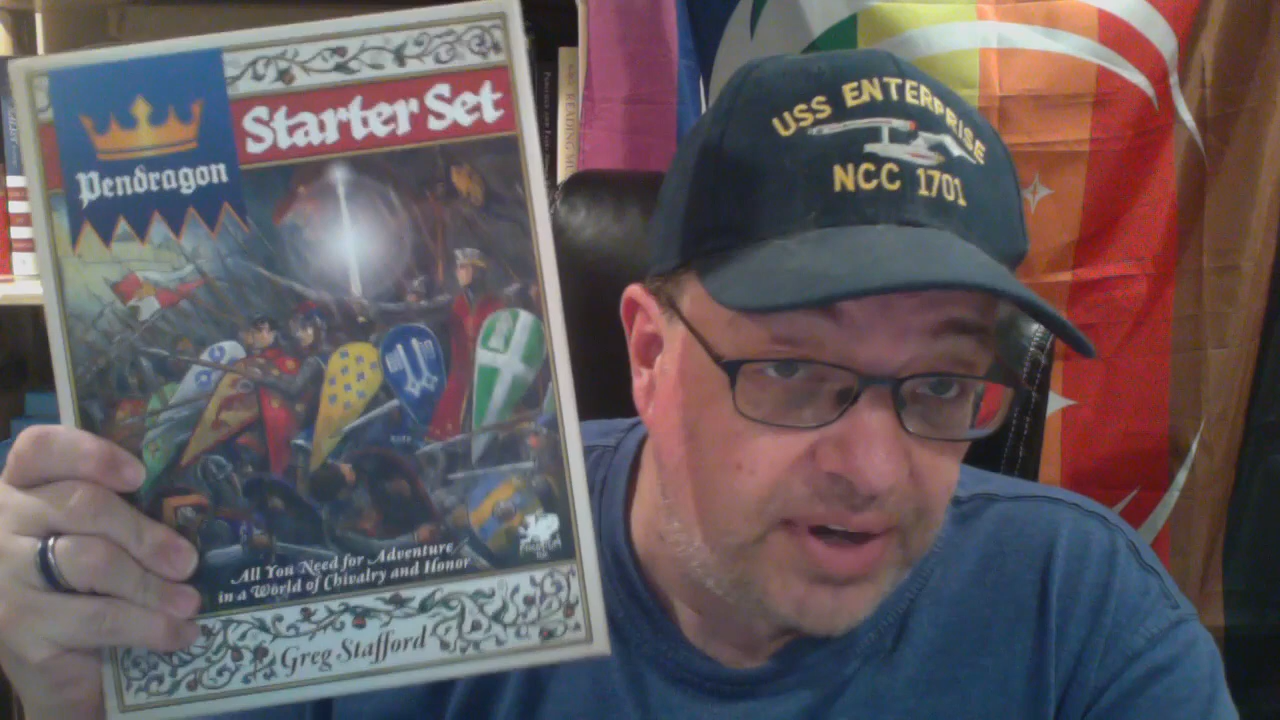 Pendragon
Starter Set
All You Need for Adventure
in a World of Chivalry and Honor
Greg Stafford
USS ENTERPRISE
NCC 1701